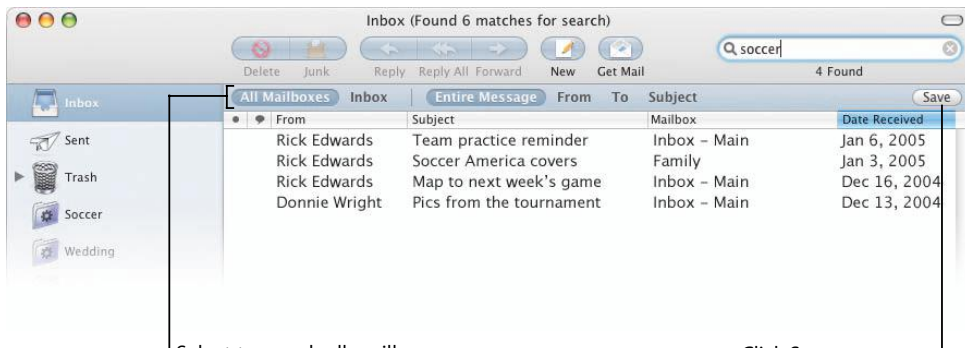 Inbox (Found 6 matches for search)
soccer
Delete Junk Reply Reply All Forward New Get Mail 4 Found
Inbox All Mailboxes Inbox Entire Message From To Subject Save
From Subject Mailbox Date Received
Sent Rick Edwards Team practice reminder Inbox – Main Jan 6, 2005
Rick Edwards Soccer America covers Family Jan 3, 2005
Trash Rick Edwards Map to next week's game Inbox – Main Dec 16, 2004
Donnie Wright Pics from the tournament Inbox – Main Dec 13, 2004
Soccer
Wedding